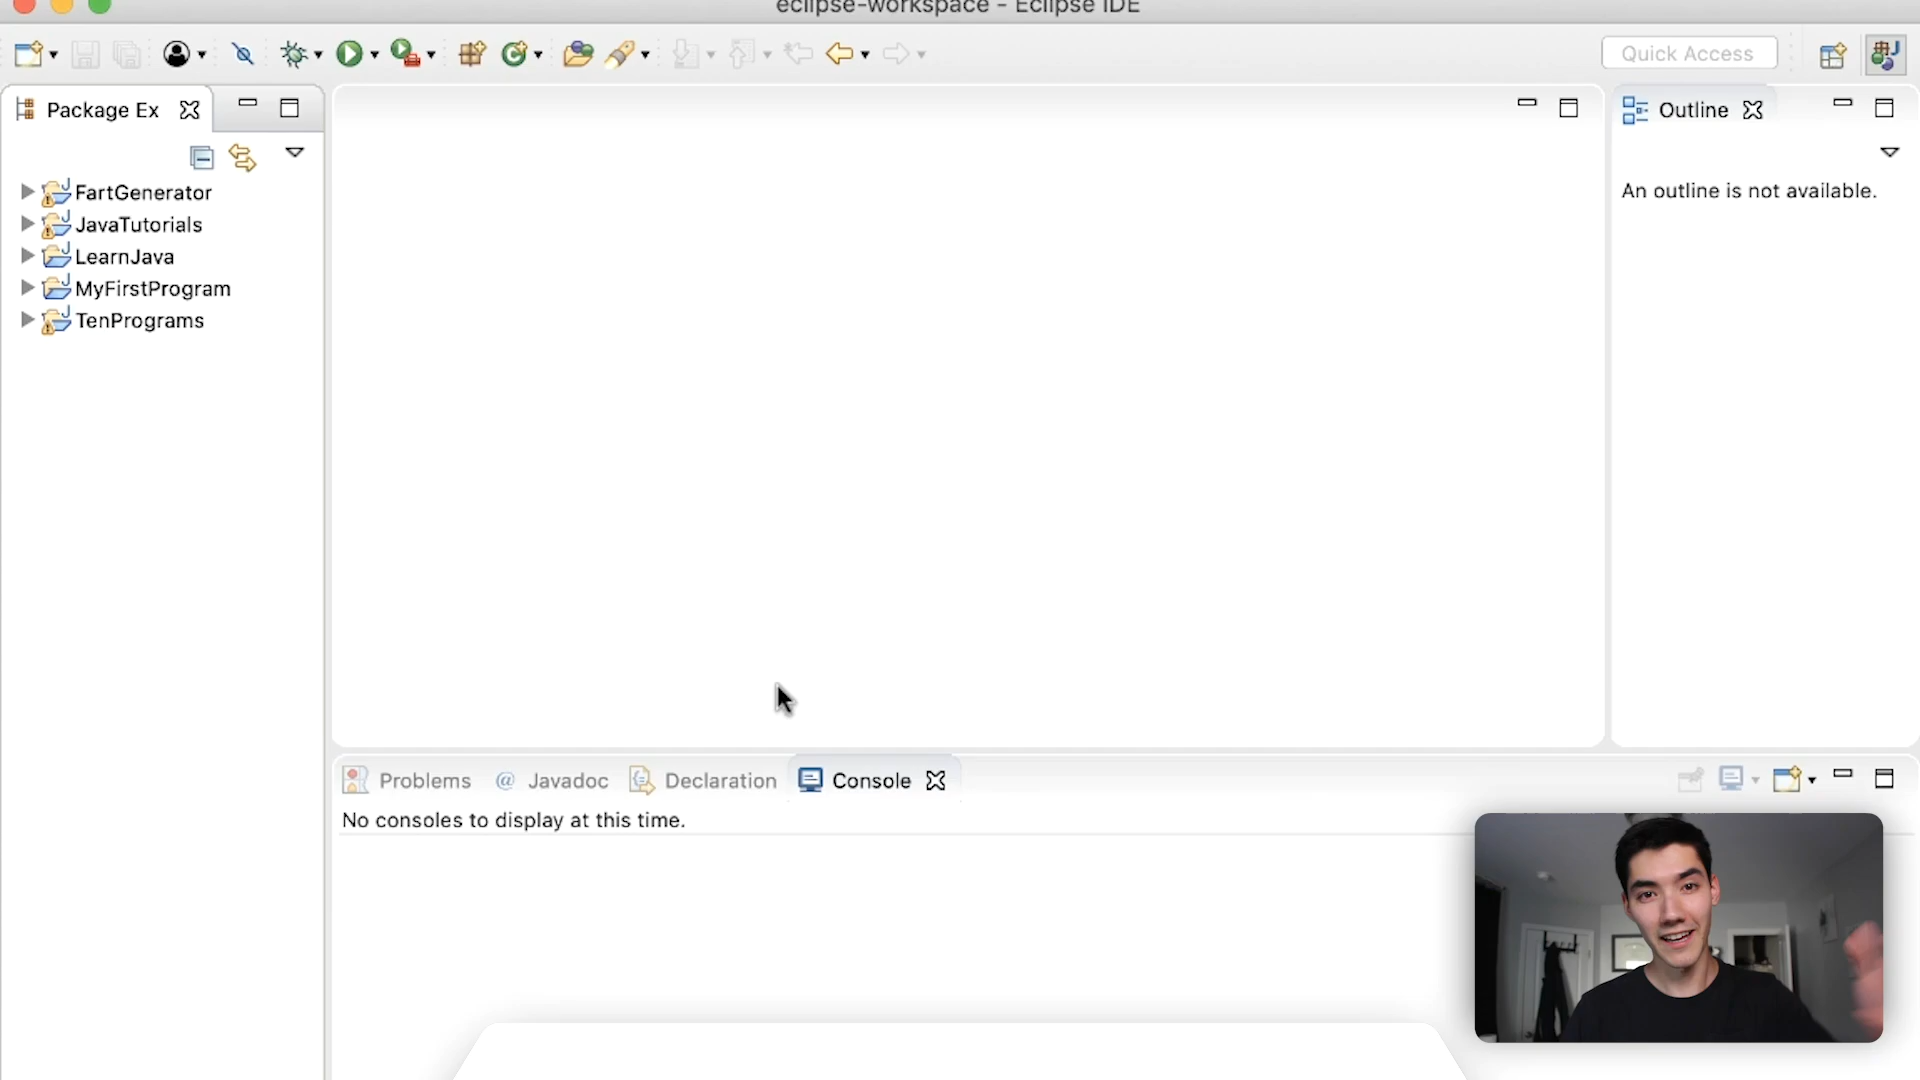 eclipse-workspace - Eclipse IDE
Quick Access
Package Ex
Outline
An outline is not available.
FartGenerator
JavaTutorials
LearnJava
MyFirstProgram
TenPrograms
Problems
@ Javadoc
Declaration
Console
No consoles to display at this time.